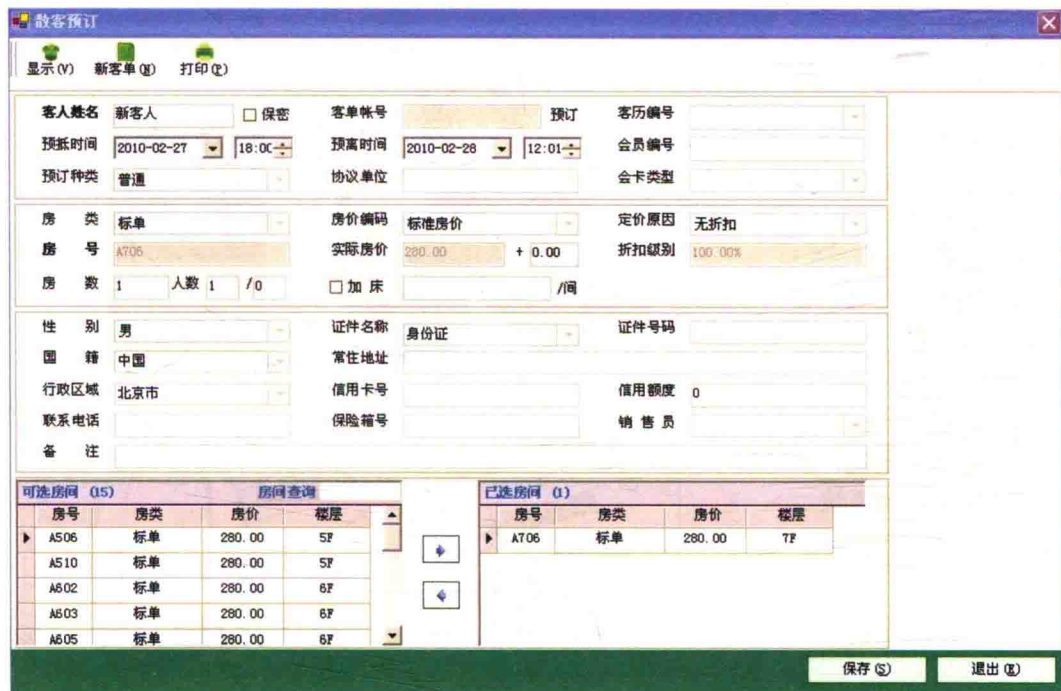 散客预订
显示(V) 新客单(N) 打印(P)
客人姓名 新客人 保密 客单帐号 预订 客历编号
预抵时间 2010-02-27 18:00 预离时间 2010-02-28 12:01 会员编号
预订种类 普通 协议单位 会卡类型
房类 标单 房价编码 标准房价 定价原因 无折扣
房号 A706 实际房价 280.00 + 0.00 折扣级别 100.00%
房数 1 人数 1 /0 加床 /间
性别 男 证件名称 身份证 证件号码
国籍 中国 常住地址
行政区域 北京市 信用卡号 信用额度 0
联系电话 保险箱号 销售员
备注
可选房间 (15) 房间查询 已选房间 (1)
房号 房类 房价 楼层 房号 房类 房价 楼层
A506 标单 280.00 5F A706 标单 280.00 7F
A510 标单 280.00 5F
A602 标单 280.00 6F
A603 标单 280.00 6F
A605 标单 280.00 6F
保存(S) 退出(E)